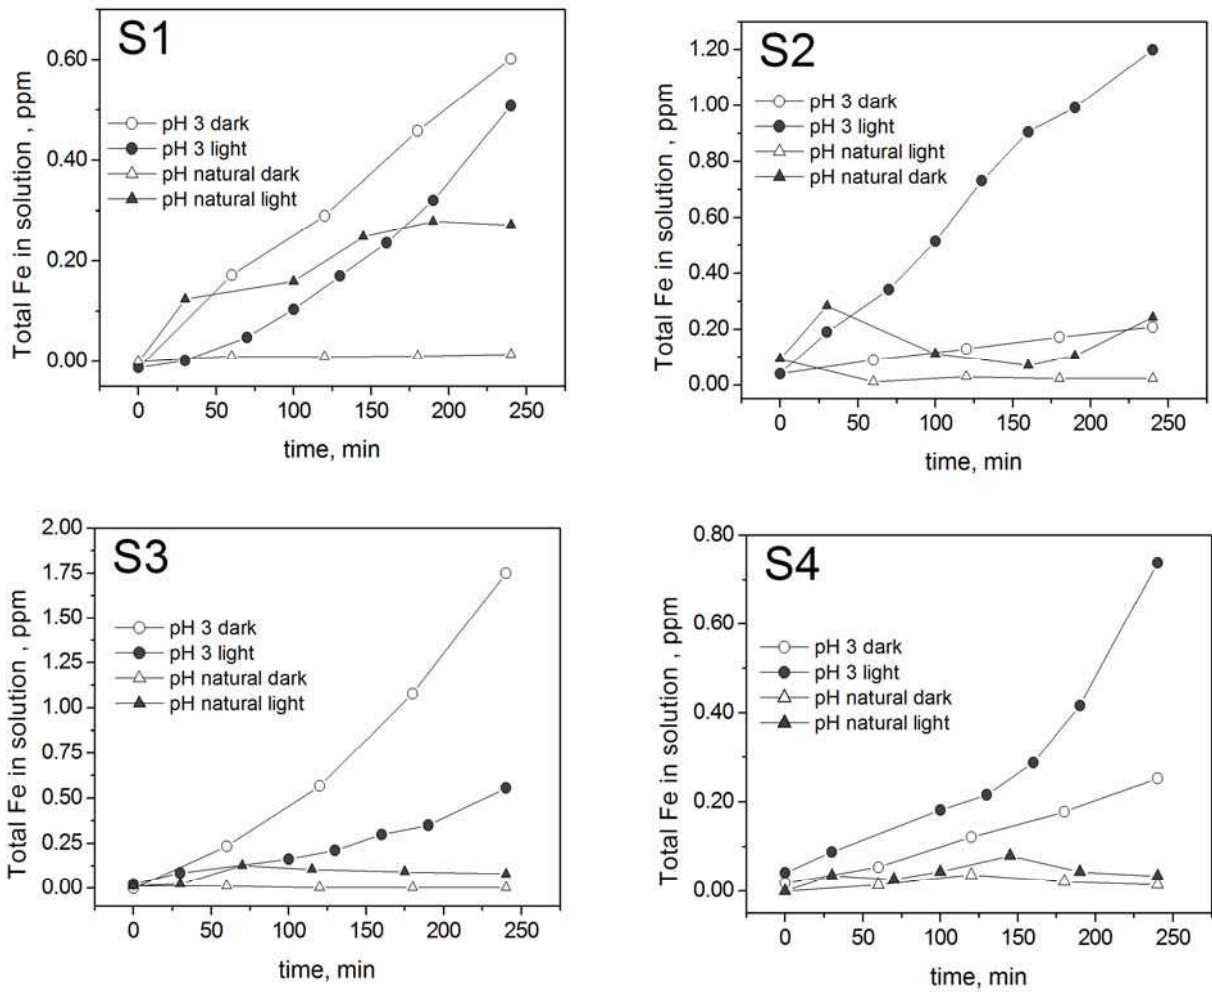 S1
Total Fe in solution , ppm
0.60
0.40
0.20
0.00
pH 3 dark
pH 3 light
pH natural dark
pH natural light
0 50 100 150 200 250
time, min
S2
Total Fe in solution , ppm
1.20
1.00
0.80
0.60
0.40
0.20
0.00
pH 3 dark
pH 3 light
pH natural light
pH natural dark
0 50 100 150 200 250
time, min
S3
Total Fe in solution , ppm
2.00
1.75
1.50
1.25
1.00
0.75
0.50
0.25
0.00
pH 3 dark
pH 3 light
pH natural dark
pH natural light
0 50 100 150 200 250
time, min
S4
Total Fe in solution , ppm
0.80
0.60
0.40
0.20
0.00
pH 3 dark
pH 3 light
pH natural dark
pH natural light
0 50 100 150 200 250
time, min